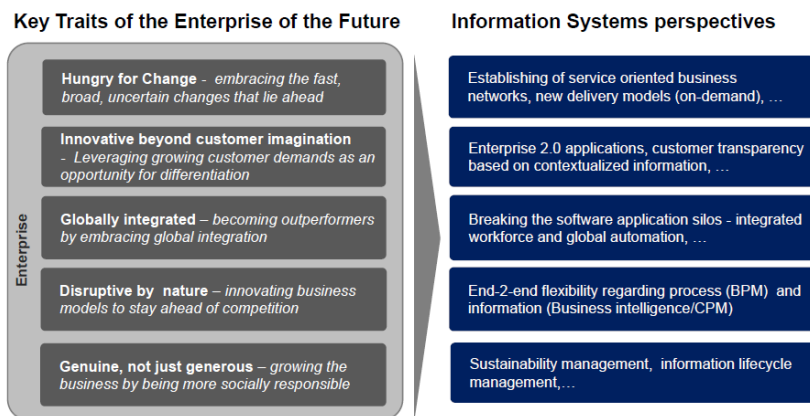 Key Traits of the Enterprise of the Future
Information Systems perspectives
Enterprise
Hungry for Change - embracing the fast,
broad, uncertain changes that lie ahead
Establishing of service oriented business
networks, new delivery models (on-demand), …
Innovative beyond customer imagination
- Leveraging growing customer demands as an
opportunity for differentiation
Enterprise 2.0 applications, customer transparency
based on contextualized information, …
Globally integrated – becoming outperformers
by embracing global integration
Breaking the software application silos - integrated
workforce and global automation, …
Disruptive by nature – innovating business
models to stay ahead of competition
End-2-end flexibility regarding process (BPM) and
information (Business intelligence/CPM)
Genuine, not just generous – growing the
business by being more socially responsible
Sustainability management, information lifecycle
management,…